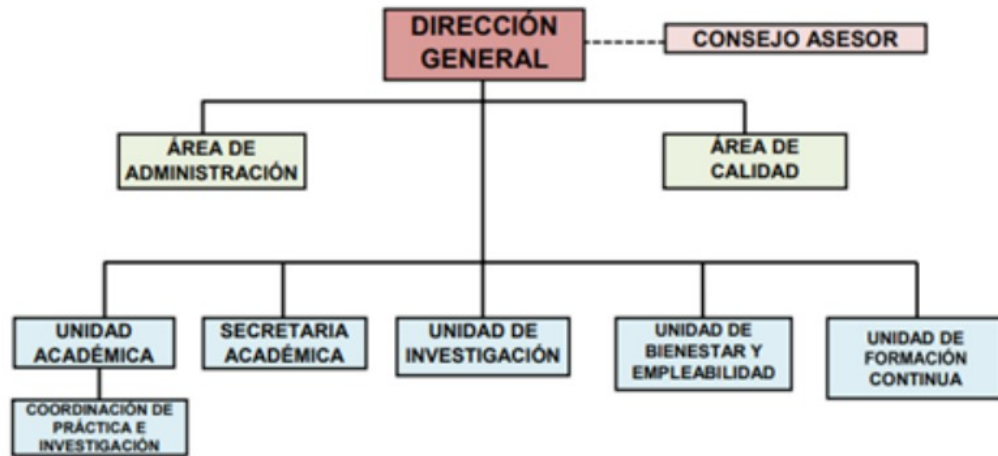 DIRECCIÓN
GENERAL
CONSEJO ASESOR
ÁREA DE
ADMINISTRACIÓN
ÁREA DE
CALIDAD
UNIDAD
ACADÉMICA
SECRETARIA
ACADÉMICA
UNIDAD DE
INVESTIGACIÓN
UNIDAD DE
BIENESTAR Y
EMPLEABILIDAD
UNIDAD DE
FORMACIÓN
CONTINUA
COORDINACIÓN DE
PRÁCTICA E
INVESTIGACIÓN